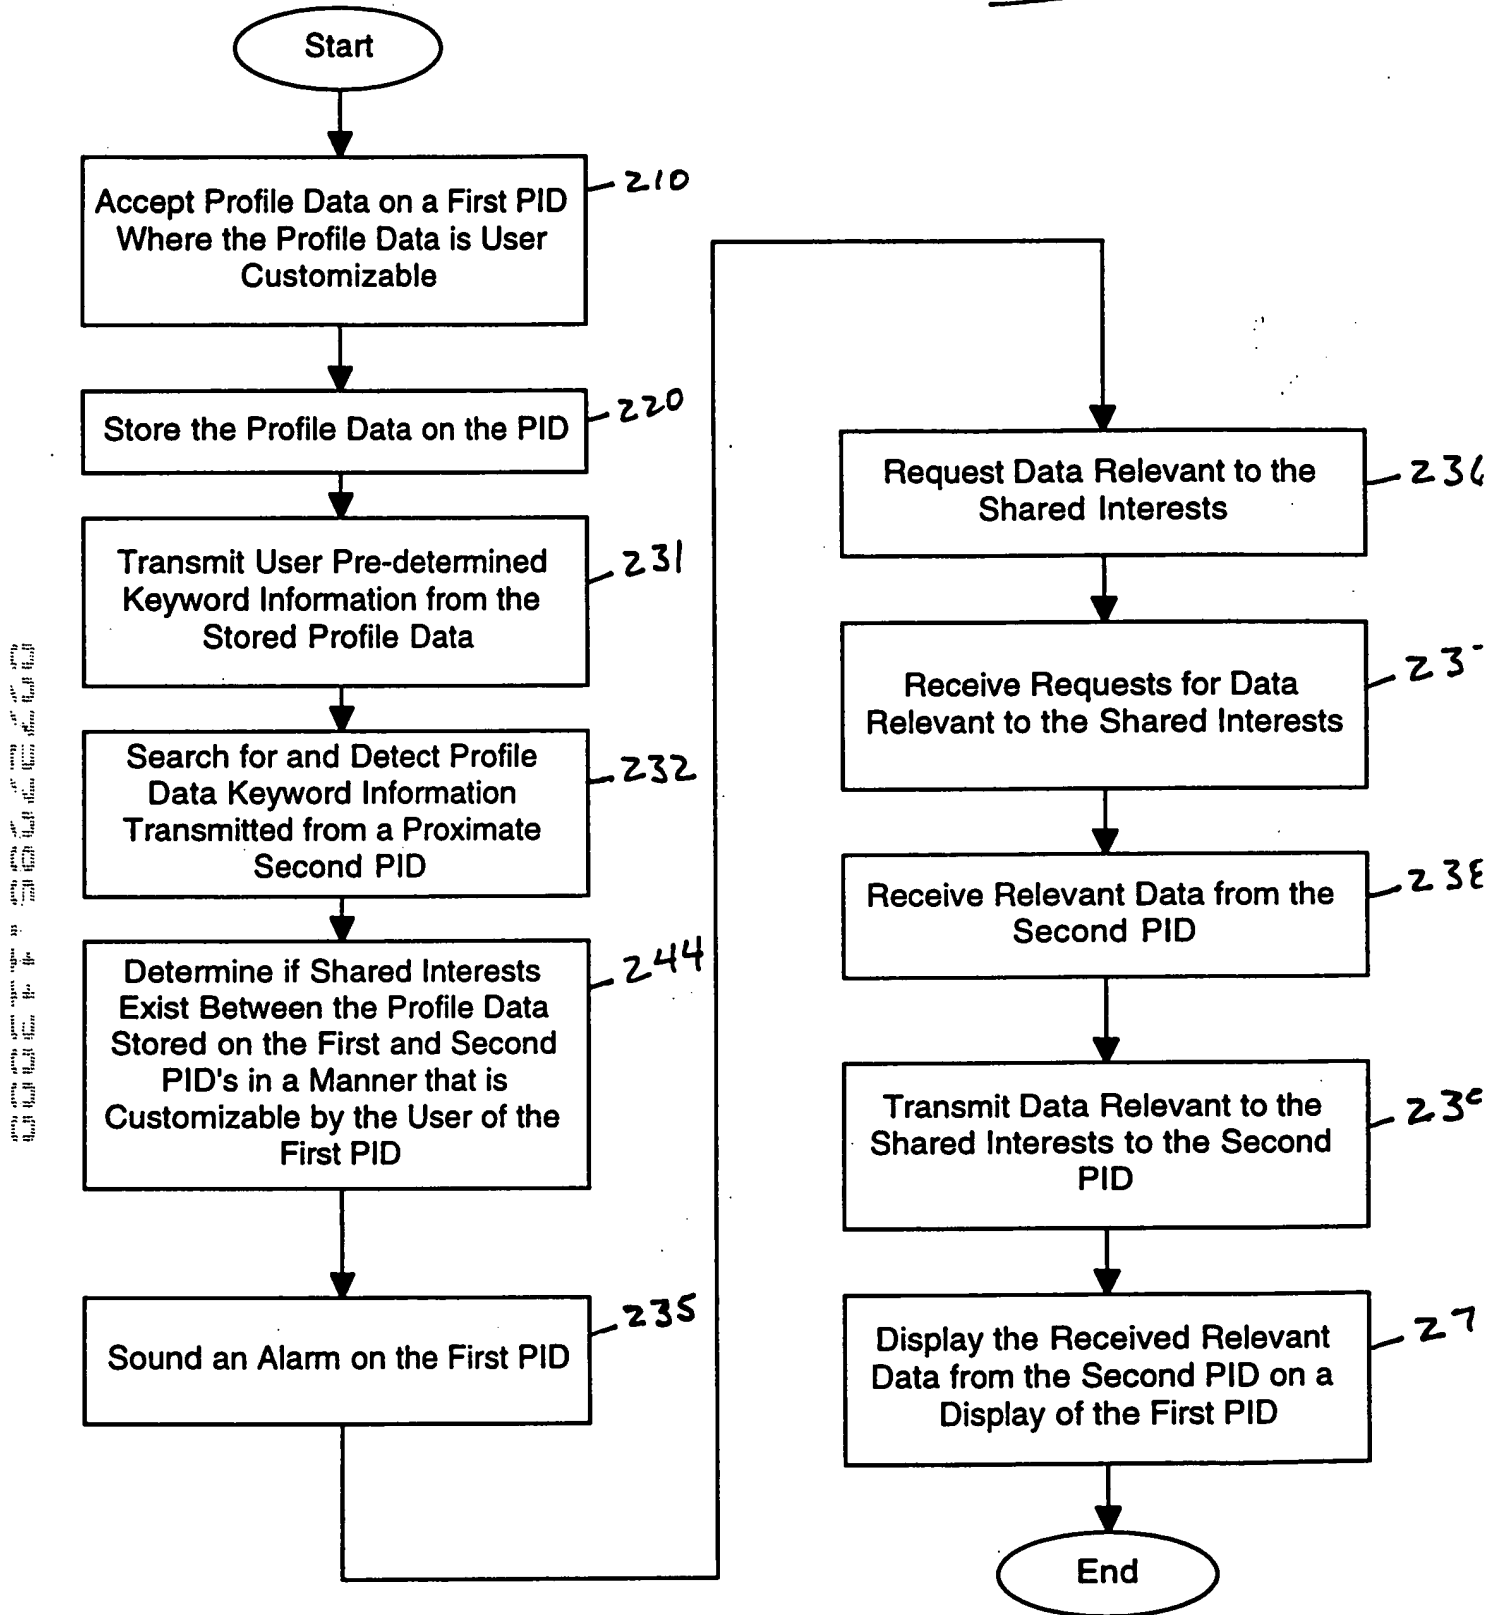 Start
Accept Profile Data on a First PID
Where the Profile Data is User
Customizable
210
Store the Profile Data on the PID
220
Transmit User Pre-determined
Keyword Information from the
Stored Profile Data
231
Search for and Detect Profile
Data Keyword Information
Transmitted from a Proximate
Second PID
232
Determine if Shared Interests
Exist Between the Profile Data
Stored on the First and Second
PID's in a Manner that is
Customizable by the User of the
First PID
244
Sound an Alarm on the First PID
235
Request Data Relevant to the
Shared Interests
Receive Requests for Data
Relevant to the Shared Interests
Receive Relevant Data from the
Second PID
Transmit Data Relevant to the
Shared Interests to the Second
PID
Display the Received Relevant
Data from the Second PID on a
Display of the First PID
End